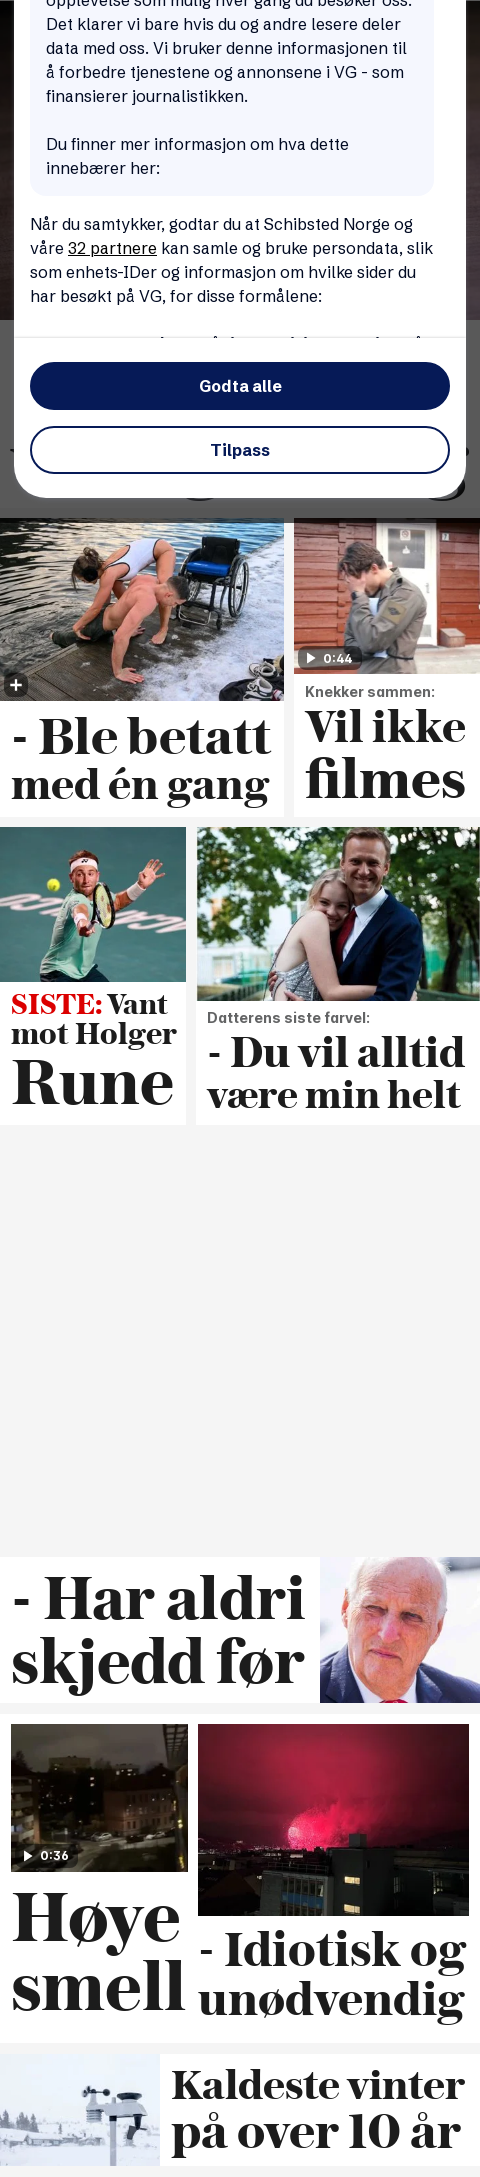 opplevelse som mulig hver gang du besøker oss.
Det klarer vi bare hvis du og andre lesere deler
data med oss. Vi bruker denne informasjonen til
å forbedre tjenestene og annonsene i VG - som
finansierer journalistikken.
Du finner mer informasjon om hva dette
innebærer her:
Når du samtykker, godtar du at Schibsted Norge og
våre 32 partnere kan samle og bruke persondata, slik
som enhets-IDer og informasjon om hvilke sider du
har besøkt på VG, for disse formålene:
Godta alle
Tilpass
- Ble betatt
med én gang
0:44
Knekker sammen:
Vil ikke
filmes
SISTE: Vant
mot Holger
Rune
Datterens siste farvel:
- Du vil alltid
være min helt
- Har aldri
skjedd før
0:36
Høye
smell
- Idiotisk og
unødvendig
Kaldeste vinter
på over 10 år